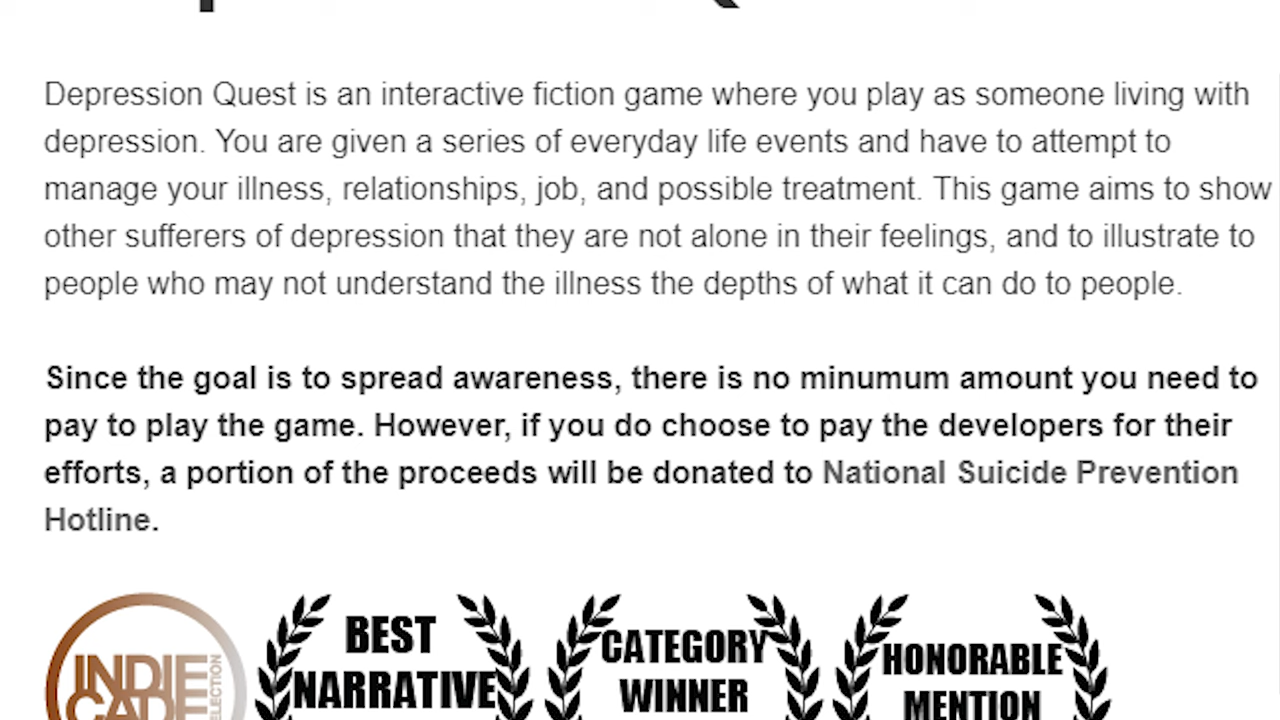 Depression Quest is an interactive fiction game where you play as someone living with
depression. You are given a series of everyday life events and have to attempt to
manage your illness, relationships, job, and possible treatment. This game aims to show
other sufferers of depression that they are not alone in their feelings, and to illustrate to
people who may not understand the illness the depths of what it can do to people.
Since the goal is to spread awareness, there is no minumum amount you need to
pay to play the game. However, if you do choose to pay the developers for their
efforts, a portion of the proceeds will be donated to National Suicide Prevention
Hotline.
INDIE
CADE
BEST
NARRATIVE
CATEGORY
WINNER
HONORABLE
MENTION